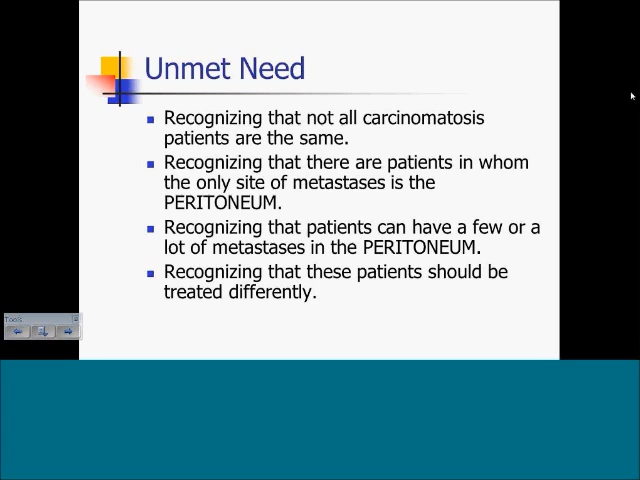 Unmet Need
Recognizing that not all carcinomatosis
patients are the same.
Recognizing that there are patients in whom
the only site of metastases is the
PERITONEUM.
Recognizing that patients can have a few or a
lot of metastases in the PERITONEUM.
Recognizing that these patients should be
treated differently.
Tools